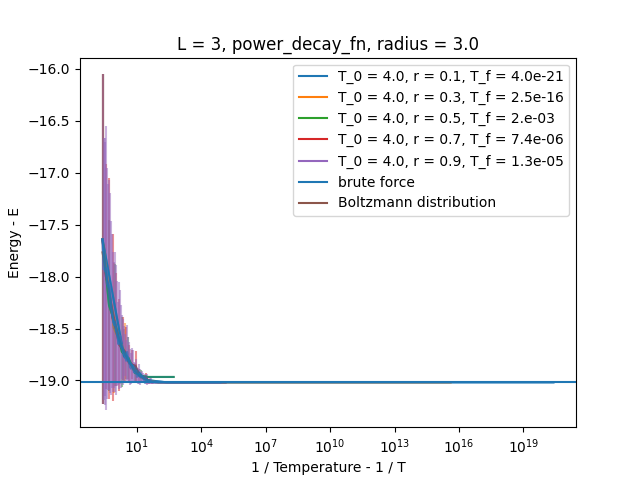 L = 3, power_decay_fn, radius = 3.0
T_0 = 4.0, r = 0.1, T_f = 4.0e-21
T_0 = 4.0, r = 0.3, T_f = 2.5e-16
T_0 = 4.0, r = 0.5, T_f = 2.e-03
T_0 = 4.0, r = 0.7, T_f = 7.4e-06
T_0 = 4.0, r = 0.9, T_f = 1.3e-05
brute force
Boltzmann distribution
Energy - E
−16.0
−16.5
−17.0
−17.5
−18.0
−18.5
−19.0
10¹ 10⁴ 10⁷ 10¹⁰ 10¹³ 10¹⁶ 10¹⁹
1 / Temperature - 1 / T